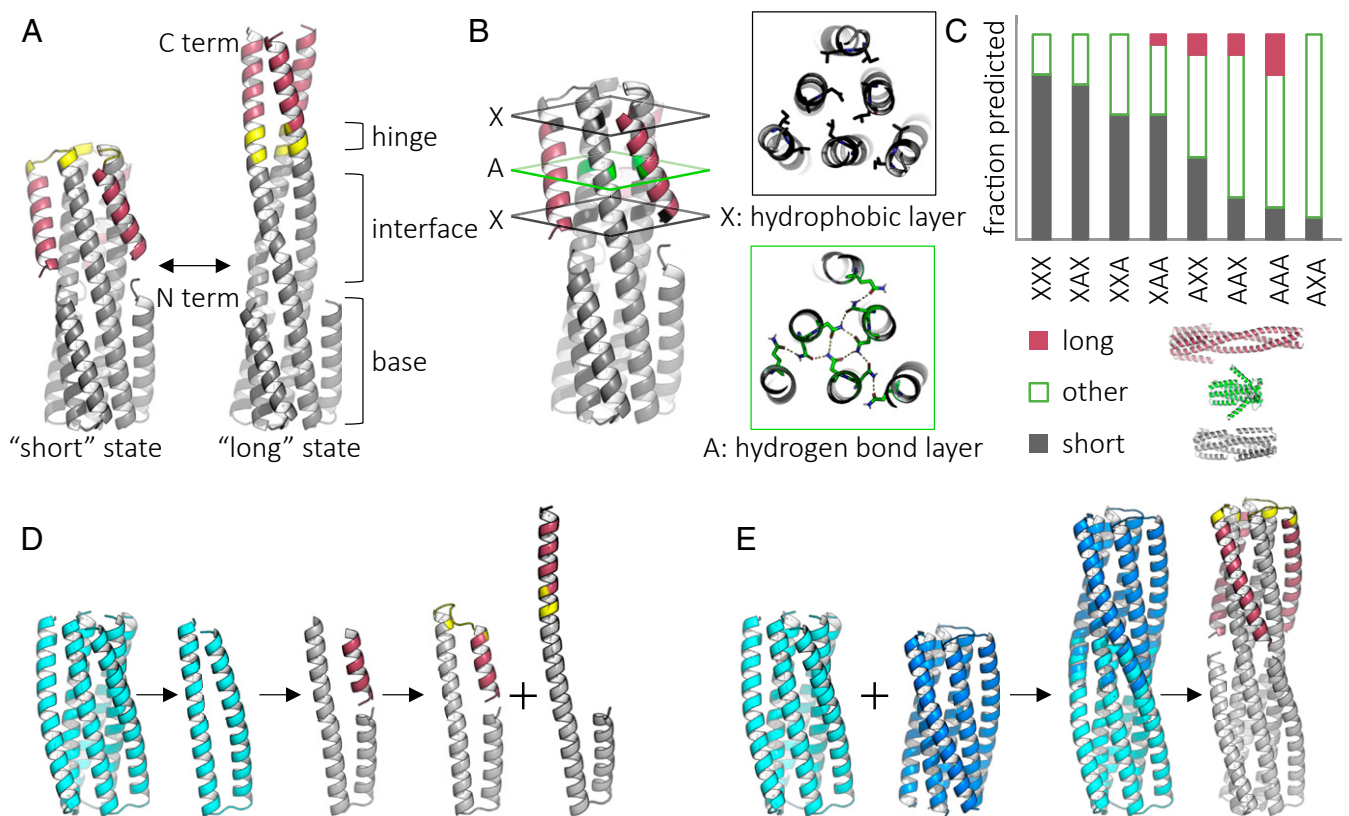 A
C term
hinge
interface
N term
base
"short" state
"long" state
B
X
A
X
X: hydrophobic layer
A: hydrogen bond layer
C
fraction predicted
XXX
XAX
XXA
XAA
AXX
AAX
AAA
AXA
long
other
short
D
+
E
+